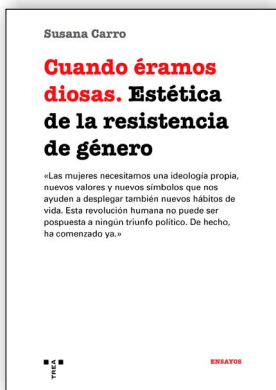 Susana Carro
Cuando éramos
diosas. Estética
de la resistencia
de género
«Las mujeres necesitamos una ideología propia,
nuevos valores y nuevos símbolos que nos
ayuden a desplegar también nuevos hábitos de
vida. Esta revolución humana no puede ser
pospuesta a ningún triunfo político. De hecho,
ha comenzado ya.»
TREA
ENSAYOS